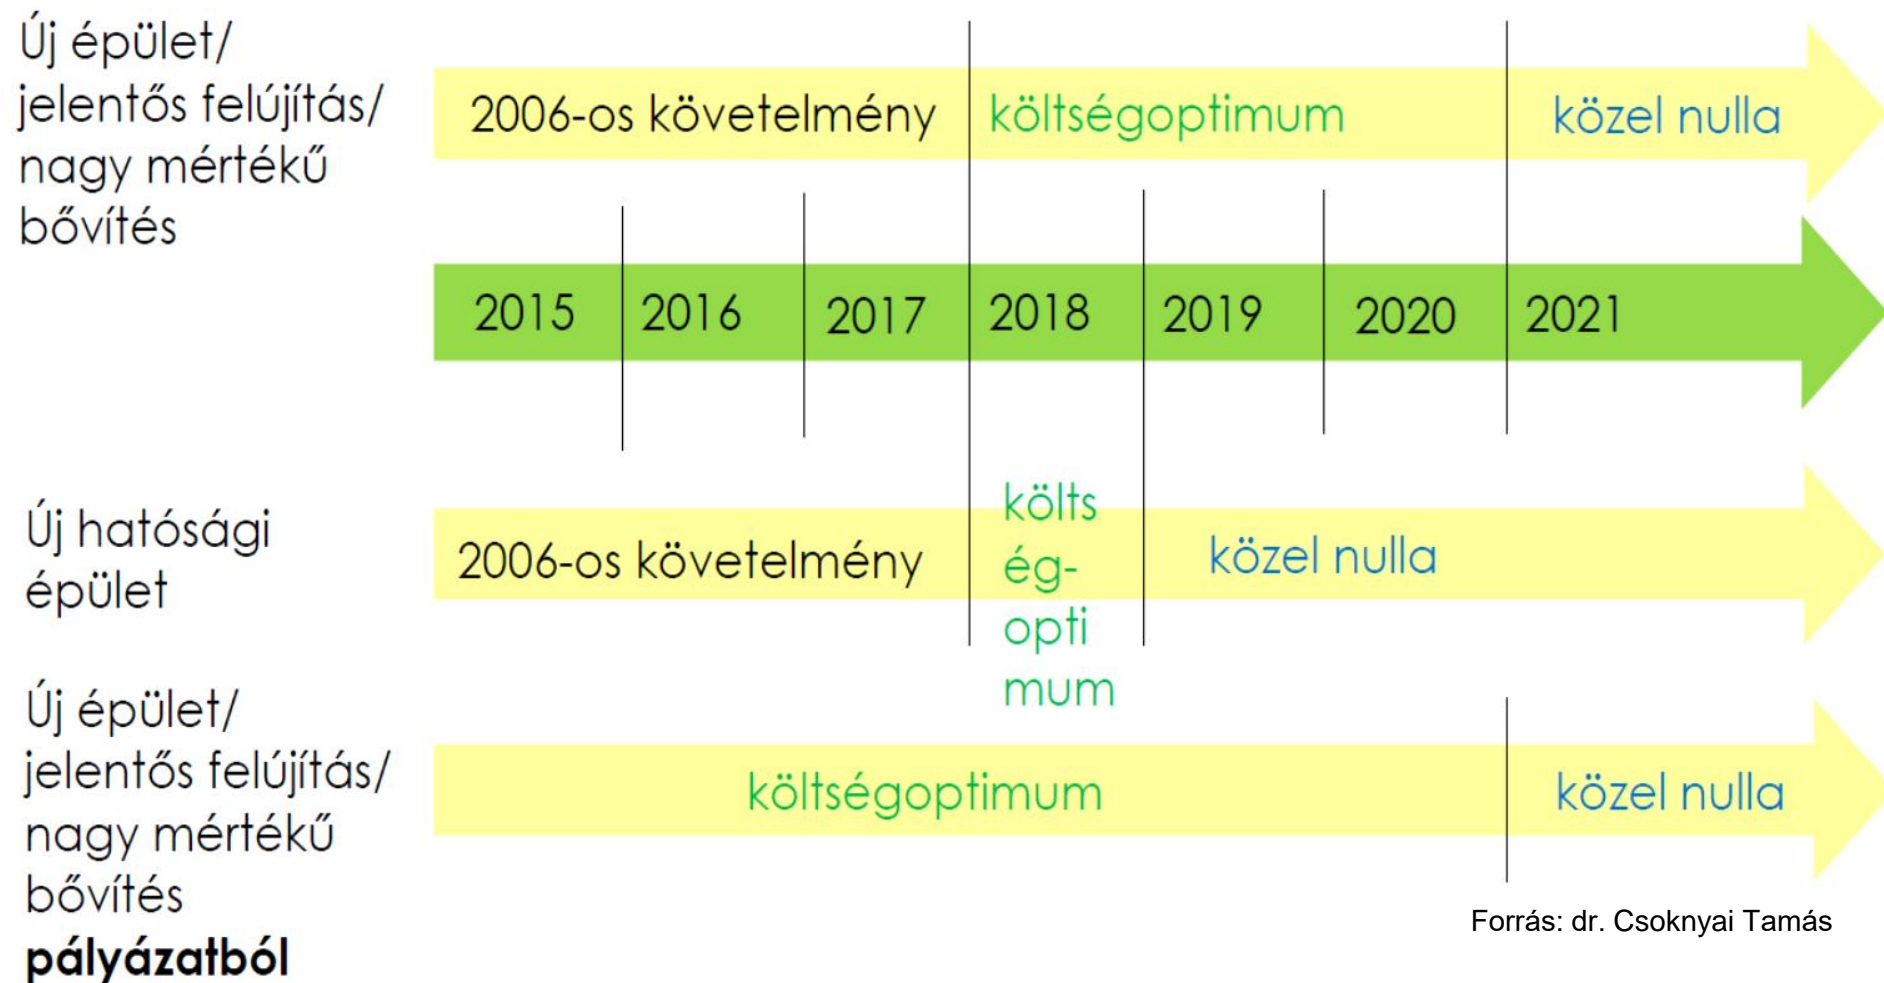 Új épület/
jelentős felújítás/
nagy mértékű
bővítés
2006-os követelmény
költségoptimum
közel nulla
2015
2016
2017
2018
2019
2020
2021
Új hatósági
épület
2006-os követelmény
költs
ég-
opti
mum
közel nulla
Új épület/
jelentős felújítás/
nagy mértékű
bővítés
pályázatból
költségoptimum
közel nulla
Forrás: dr. Csoknyai Tamás